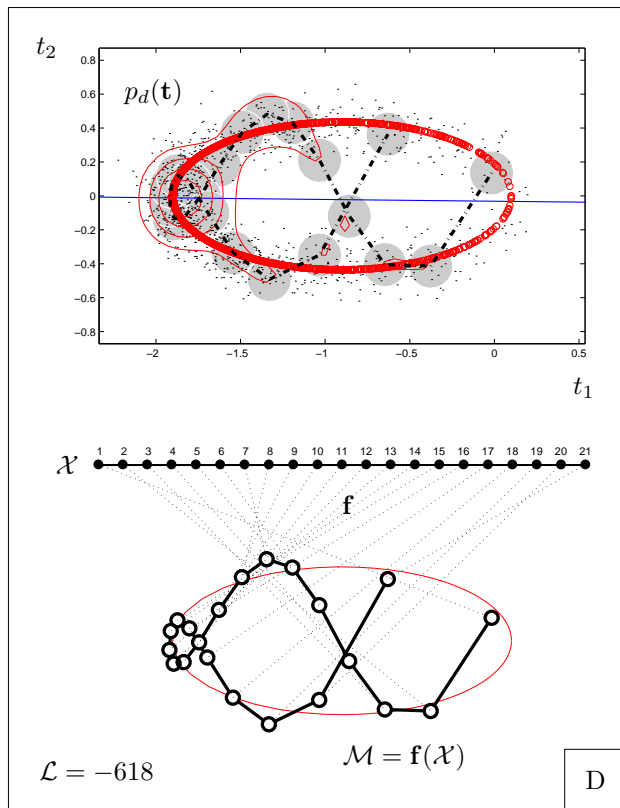 t₂
0.8
0.6
p_d(t)
0.4
0.2
0
−0.2
−0.4
−0.6
−0.8
−2 −1.5 −1 −0.5 0 0.5
t₁
1 2 3 4 5 6 7 8 9 10 11 12 13 14 15 16 17 18 19 20 21
𝒳
f
ℳ = f(𝒳)
ℒ = −618
D